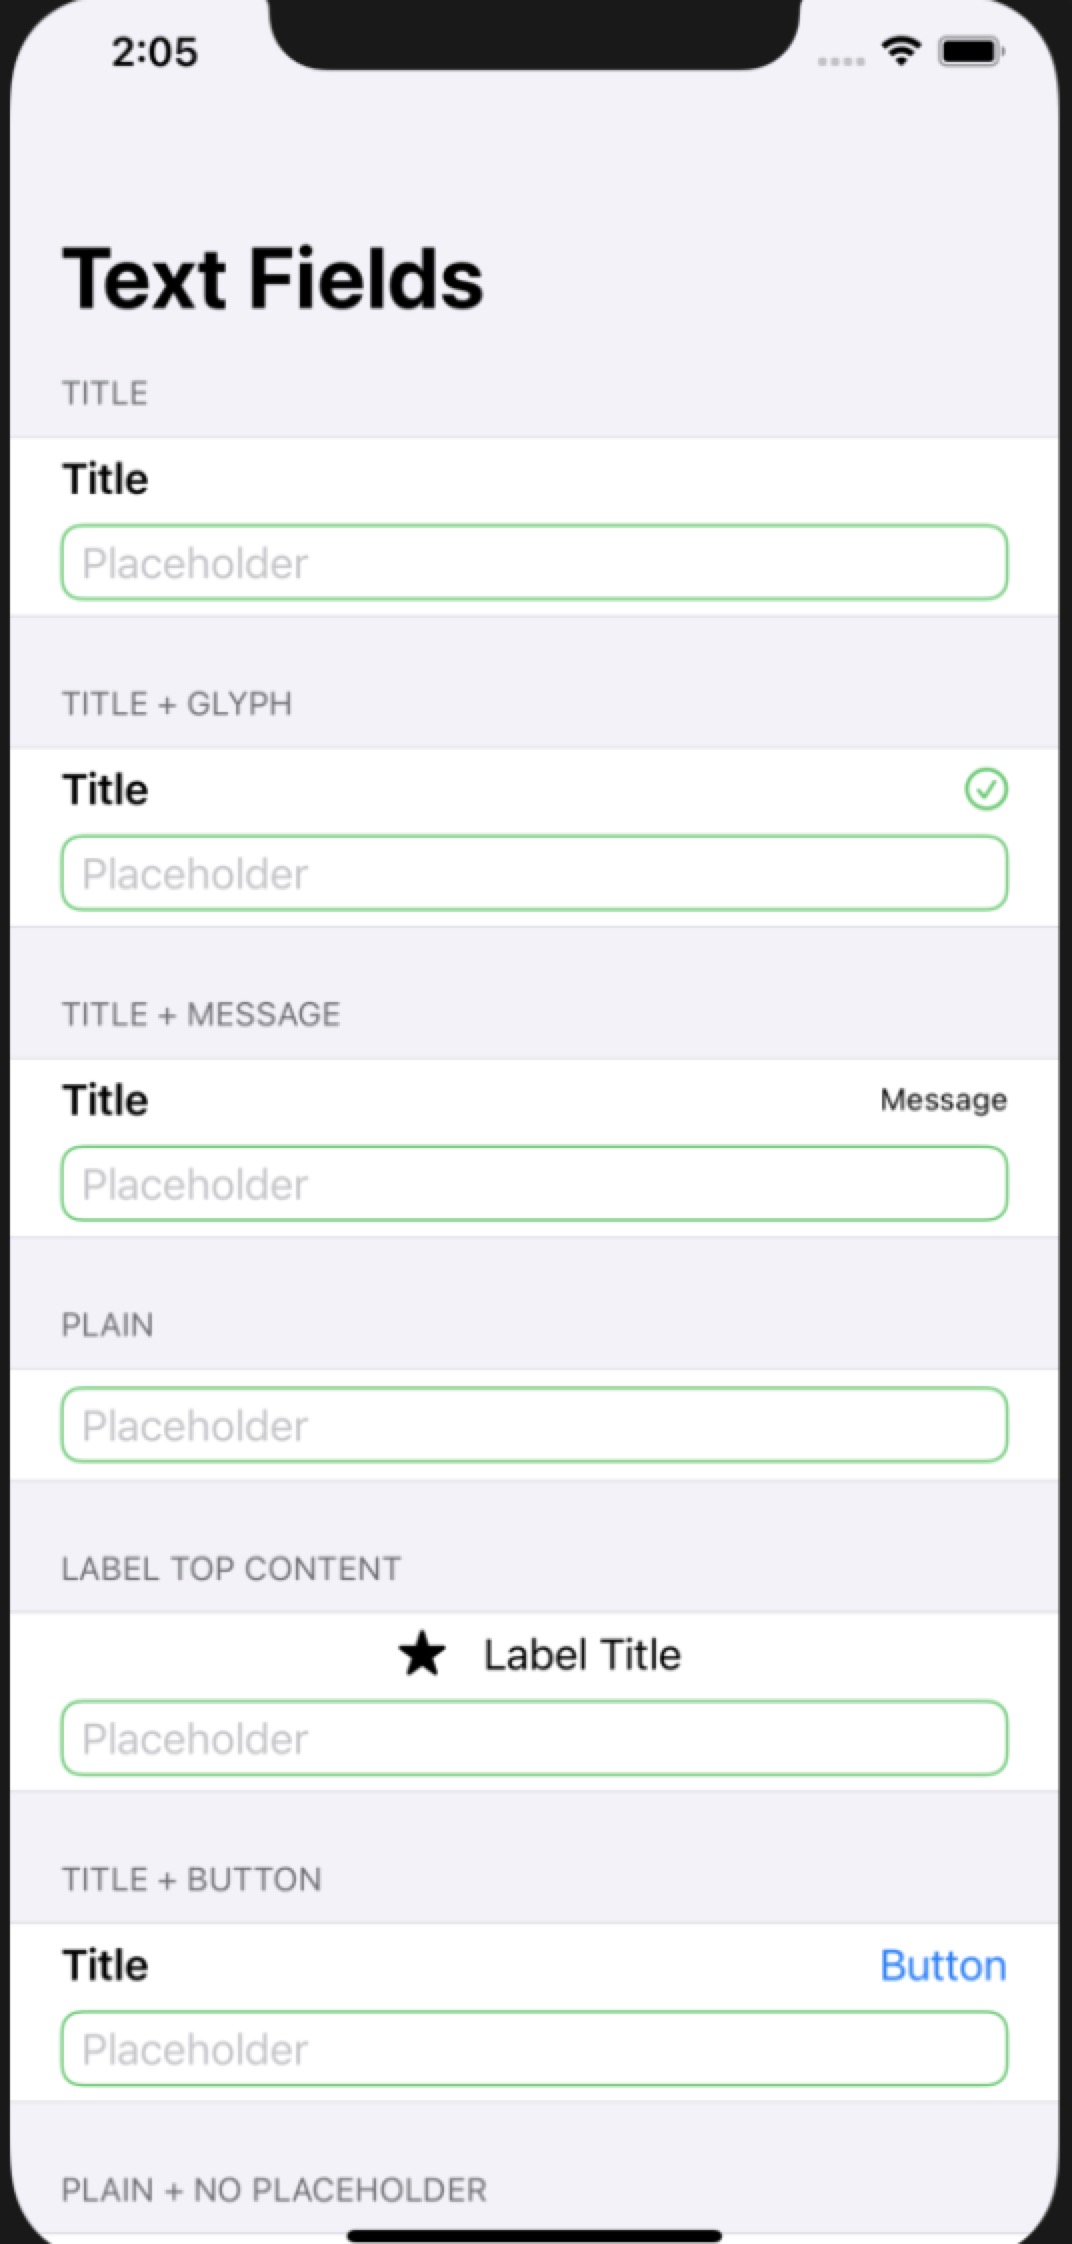 2:05
Text Fields
TITLE
Title
Placeholder
TITLE + GLYPH
Title
Placeholder
TITLE + MESSAGE
Title Message
Placeholder
PLAIN
Placeholder
LABEL TOP CONTENT
Label Title
Placeholder
TITLE + BUTTON
Title Button
Placeholder
PLAIN + NO PLACEHOLDER